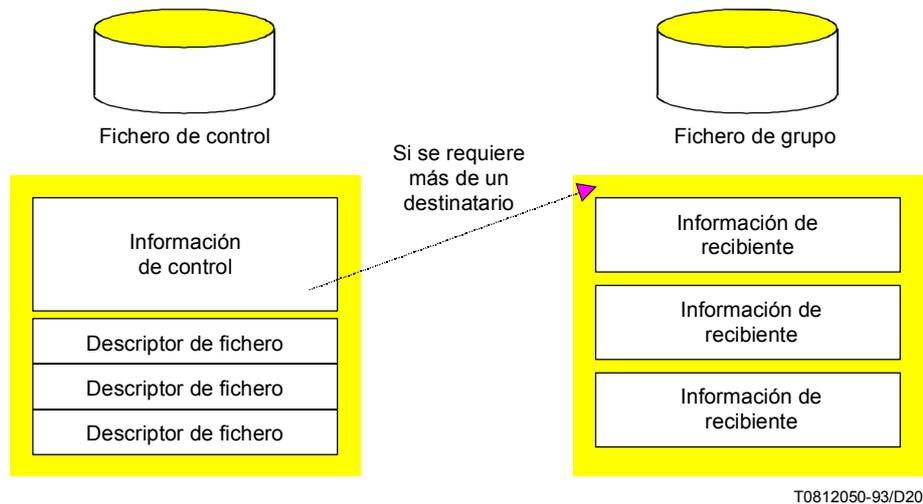 Fichero de control
Fichero de grupo
Si se requiere
más de un
destinatario
Información
de control
Descriptor de fichero
Descriptor de fichero
Descriptor de fichero
Información de
recibiente
Información de
recibiente
Información de
recibiente
T0812050-93/D20